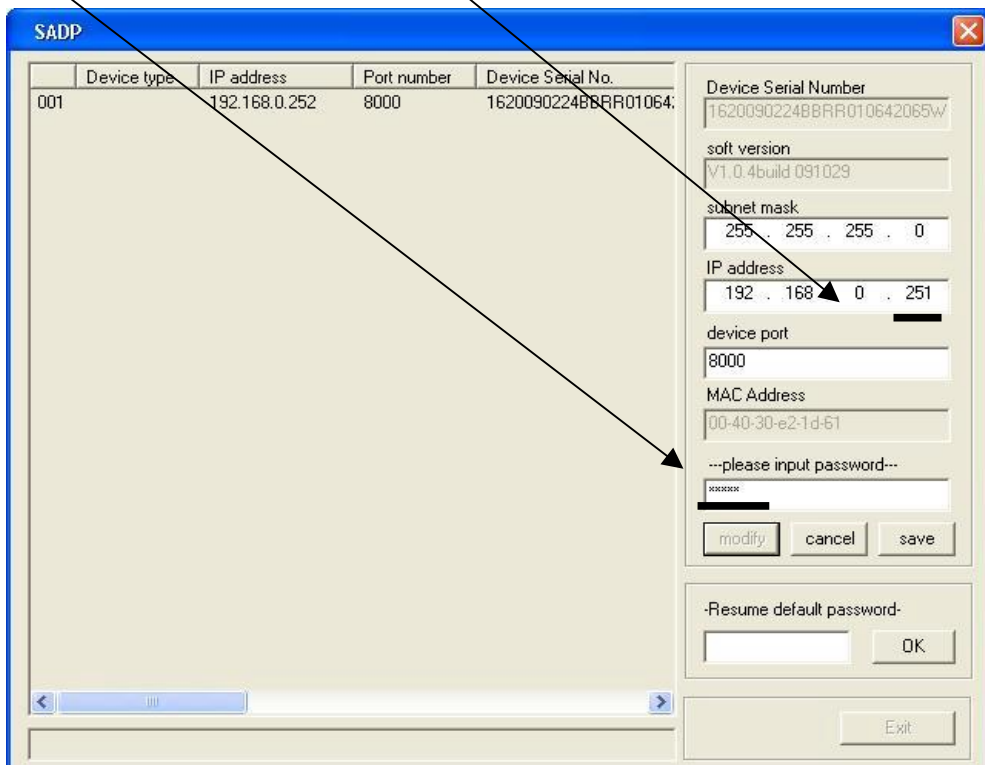 SADP
Device type IP address Port number Device Serial No.
001 192.168.0.252 8000 1620090224BBRR01064:
Device Serial Number
1620090224BBRR010642065W
soft version
V1.0.4build 091029
subnet mask
255 . 255 . 255 . 0
IP address
192 . 168 . 0 . 251
device port
8000
MAC Address
00-40-30-e2-1d-61
---please input password---
*****
modify cancel save
-Resume default password-
OK
Exit